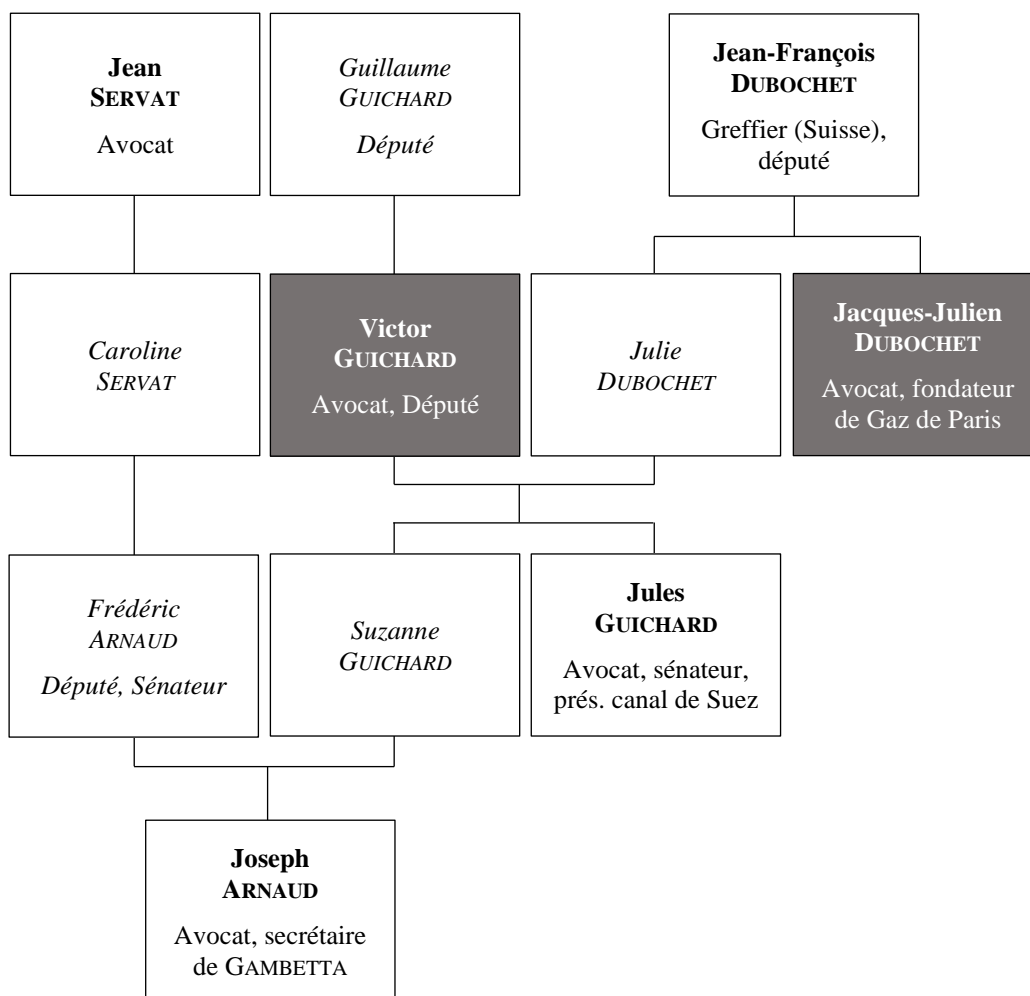 Jean
SERVAT
Avocat
Guillaume
GUICHARD
Député
Jean-François
DUBOCHET
Greffier (Suisse),
député
Caroline
SERVAT
Victor
GUICHARD
Avocat, Député
Julie
DUBOCHET
Jacques-Julien
DUBOCHET
Avocat, fondateur
de Gaz de Paris
Frédéric
ARNAUD
Député, Sénateur
Suzanne
GUICHARD
Jules
GUICHARD
Avocat, sénateur,
prés. canal de Suez
Joseph
ARNAUD
Avocat, secrétaire
de GAMBETTA